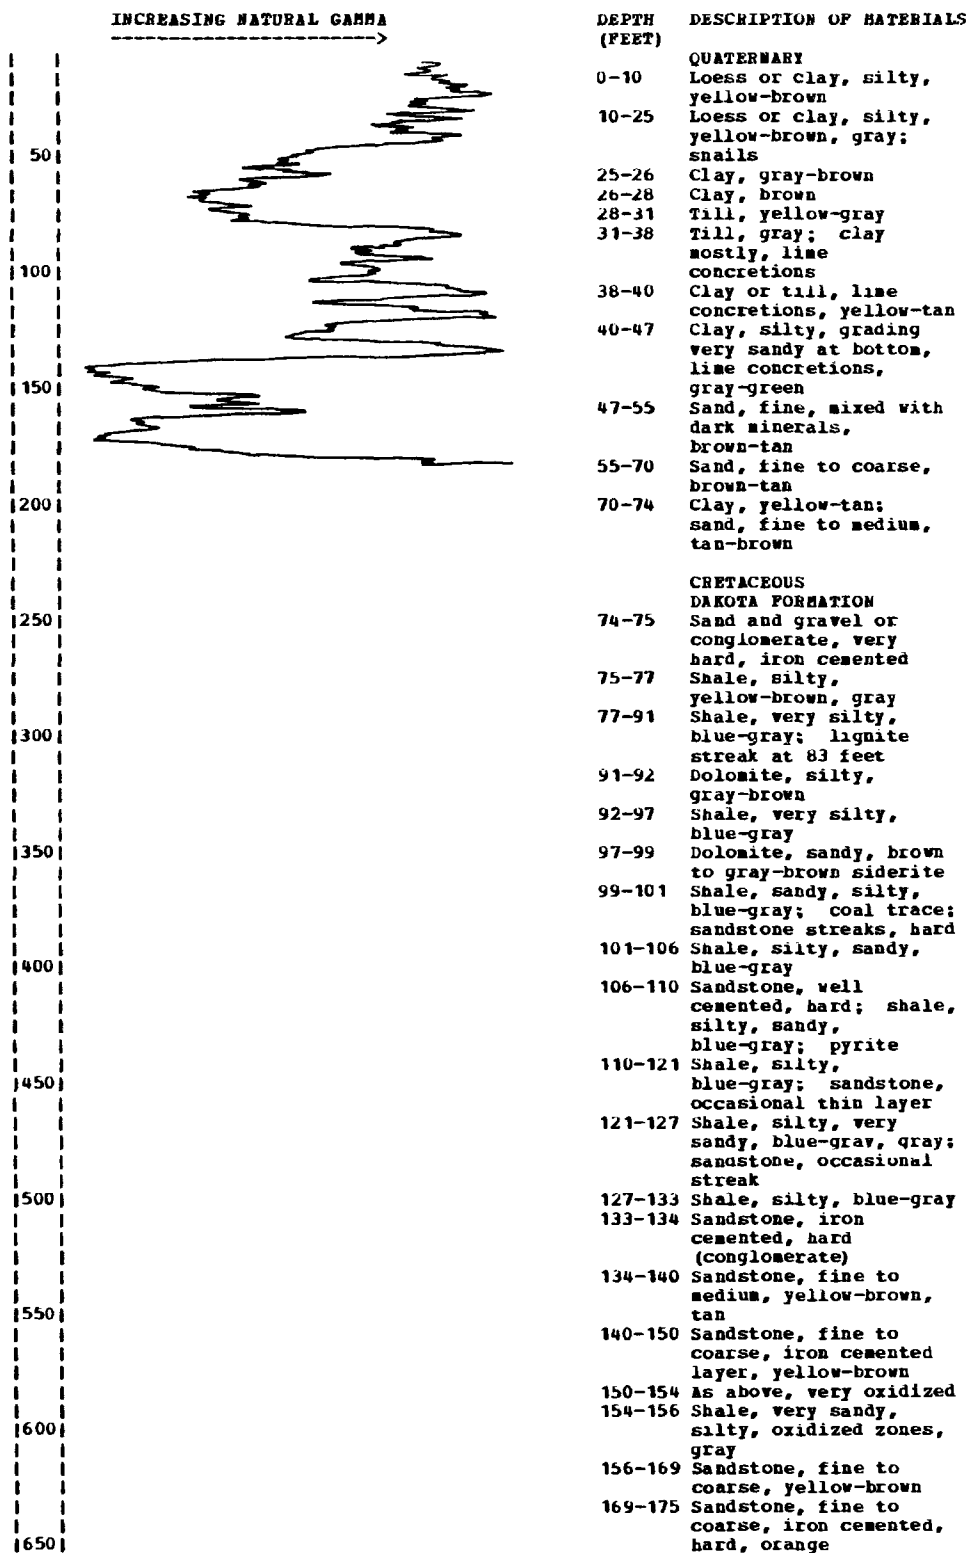 INCREASING NATURAL GAMMA
------------------------------>
DEPTH DESCRIPTION OF MATERIALS
(FEET)
QUATERNARY
0-10 Loess or clay, silty,
yellow-brown
10-25 Loess or clay, silty,
yellow-brown, gray;
50 snails
25-26 Clay, gray-brown
26-28 Clay, brown
28-31 Till, yellow-gray
31-38 Till, gray; clay
mostly, lime
100 concretions
38-40 Clay or till, lime
concretions, yellow-tan
40-47 Clay, silty, grading
very sandy at bottom,
lime concretions,
150 gray-green
47-55 Sand, fine, mixed with
dark minerals,
brown-tan
55-70 Sand, fine to coarse,
brown-tan
200 70-74 Clay, yellow-tan;
sand, fine to medium,
tan-brown
CRETACEOUS
DAKOTA FORMATION
250 74-75 Sand and gravel or
conglomerate, very
hard, iron cemented
75-77 Shale, silty,
yellow-brown, gray
77-91 Shale, very silty,
300 blue-gray; lignite
streak at 83 feet
91-92 Dolomite, silty,
gray-brown
92-97 Shale, very silty,
blue-gray
350 97-99 Dolomite, sandy, brown
to gray-brown siderite
99-101 Shale, sandy, silty,
blue-gray; coal trace;
sandstone streaks, hard
101-106 Shale, silty, sandy,
400 blue-gray
106-110 Sandstone, well
cemented, hard; shale,
silty, sandy,
blue-gray; pyrite
110-121 Shale, silty,
450 blue-gray; sandstone,
occasional thin layer
121-127 Shale, silty, very
sandy, blue-gray, gray;
sandstone, occasional
streak
500 127-133 Shale, silty, blue-gray
133-134 Sandstone, iron
cemented, hard
(conglomerate)
134-140 Sandstone, fine to
medium, yellow-brown,
550 tan
140-150 Sandstone, fine to
coarse, iron cemented
layer, yellow-brown
150-154 As above, very oxidized
154-156 Shale, very sandy,
600 silty, oxidized zones,
gray
156-169 Sandstone, fine to
coarse, yellow-brown
169-175 Sandstone, fine to
coarse, iron cemented,
650 hard, orange